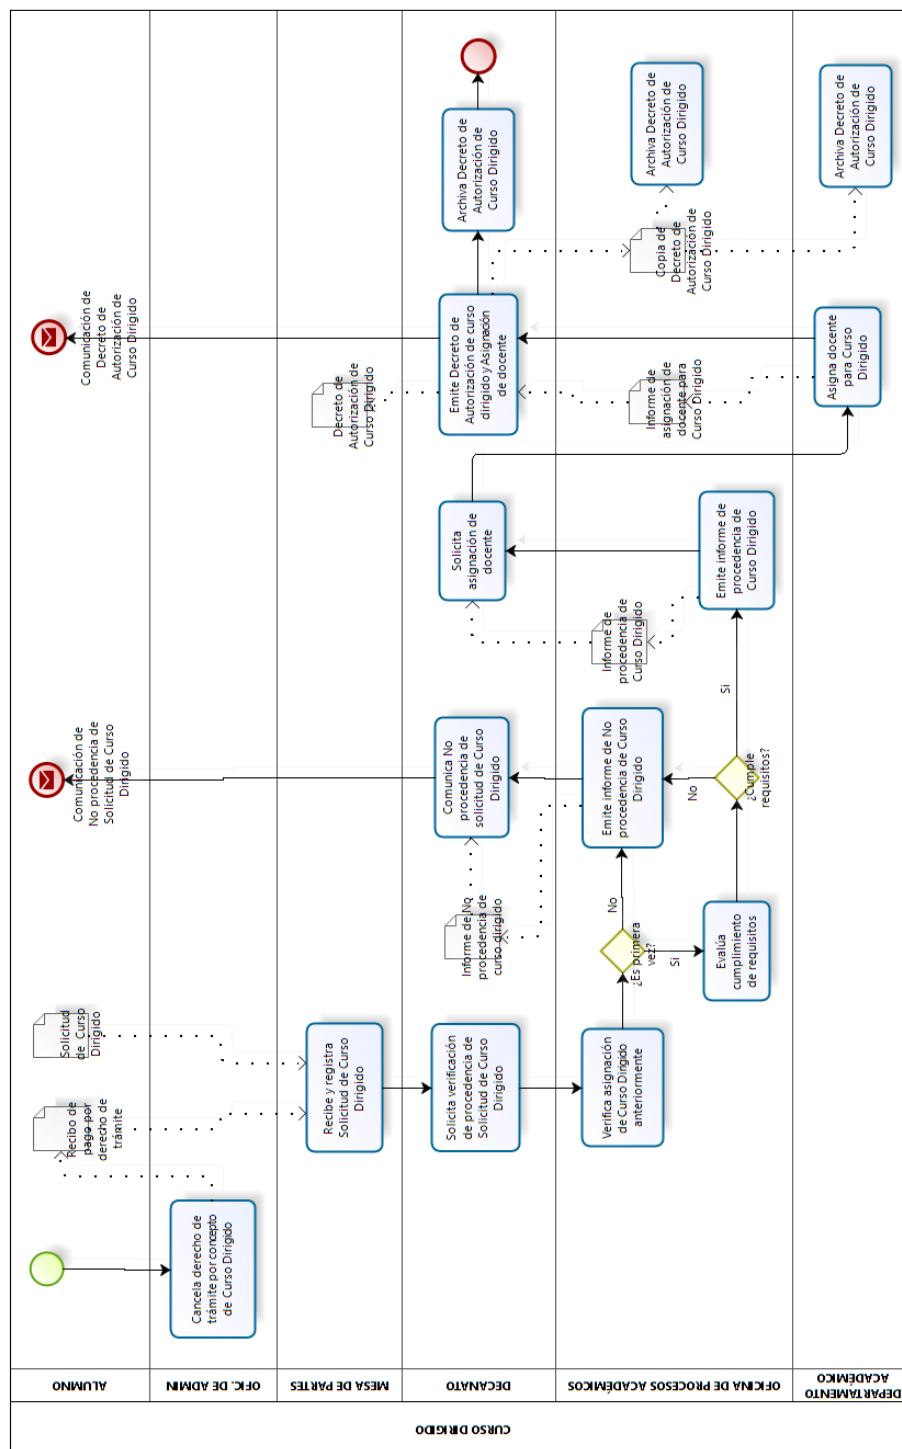 CURSO DIRIGIDO
ALUMNO
Comunicación de
No procedencia de
Solicitud de Curso
Dirigido
Comunicación de
Decreto de
Autorización de
Curso Dirigido
Recibo de
pago por
derecho de
trámite
Solicitud
de Curso
Dirigido
OFIC. DE ADMIN
Cancela derecho de
trámite por concepto
de Curso Dirigido
MESA DE PARTES
Recibe y registra
Solicitud de Curso
Dirigido
Decreto de
Autorización de
Curso Dirigido
DECANATO
Solicita verificación
de procedencia de
Solicitud de Curso
Dirigido
Informe de No
procedencia de
curso dirigido
Comunica No
procedencia de
solicitud de Curso
Dirigido
Solicita
asignación de
docente
Emite Decreto de
Autorización de curso
dirigido y Asignación
de docente
Archiva Decreto de
Autorización de
Curso Dirigido
OFICINA DE PROCESOS ACADÉMICOS
Verifica asignación
de Curso Dirigido
anteriormente
¿Es primera
vez?
No
Si
Evalúa
cumplimiento
de requisitos
Emite informe de No
procedencia de Curso
Dirigido
No
¿Cumple
requisitos?
Si
Informe de
procedencia de
Curso Dirigido
Emite informe de
procedencia de
Curso Dirigido
Informe de
asignación de
docente para
Curso Dirigido
Copia de
Decreto de
Autorización de
Curso Dirigido
Archiva Decreto de
Autorización de
Curso Dirigido
DEPARTAMENTO
ACADÉMICO
Asigna docente
para Curso
Dirigido
Archiva Decreto de
Autorización de
Curso Dirigido